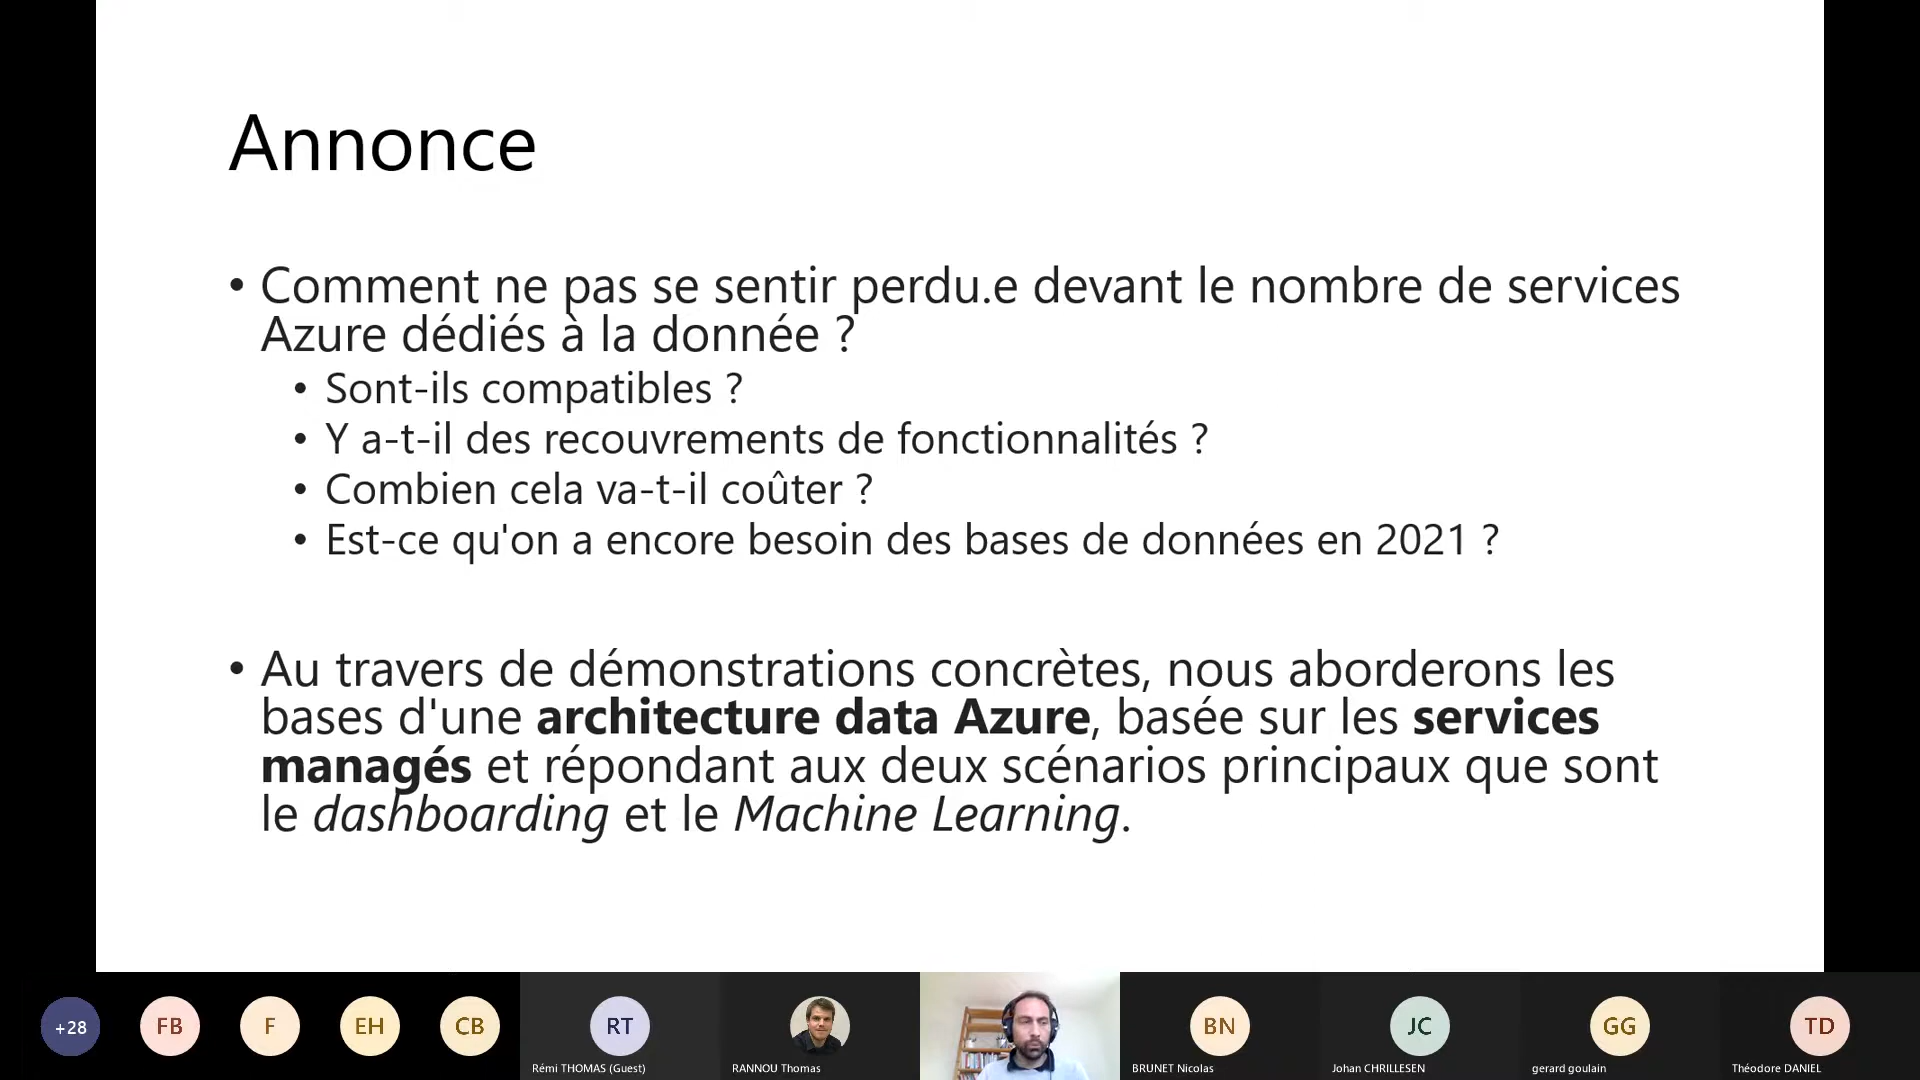 Annonce
• Comment ne pas se sentir perdu.e devant le nombre de services
Azure dédiés à la donnée ?
• Sont-ils compatibles ?
• Y a-t-il des recouvrements de fonctionnalités ?
• Combien cela va-t-il coûter ?
• Est-ce qu'on a encore besoin des bases de données en 2021 ?
• Au travers de démonstrations concrètes, nous aborderons les
bases d'une architecture data Azure, basée sur les services
managés et répondant aux deux scénarios principaux que sont
le dashboarding et le Machine Learning.
+28 FB F EH CB RT BN JC GG TD
Rémi THOMAS (Guest) RANNOU Thomas BRUNET Nicolas Johan CHRILLESEN gerard goulain Théodore DANIEL